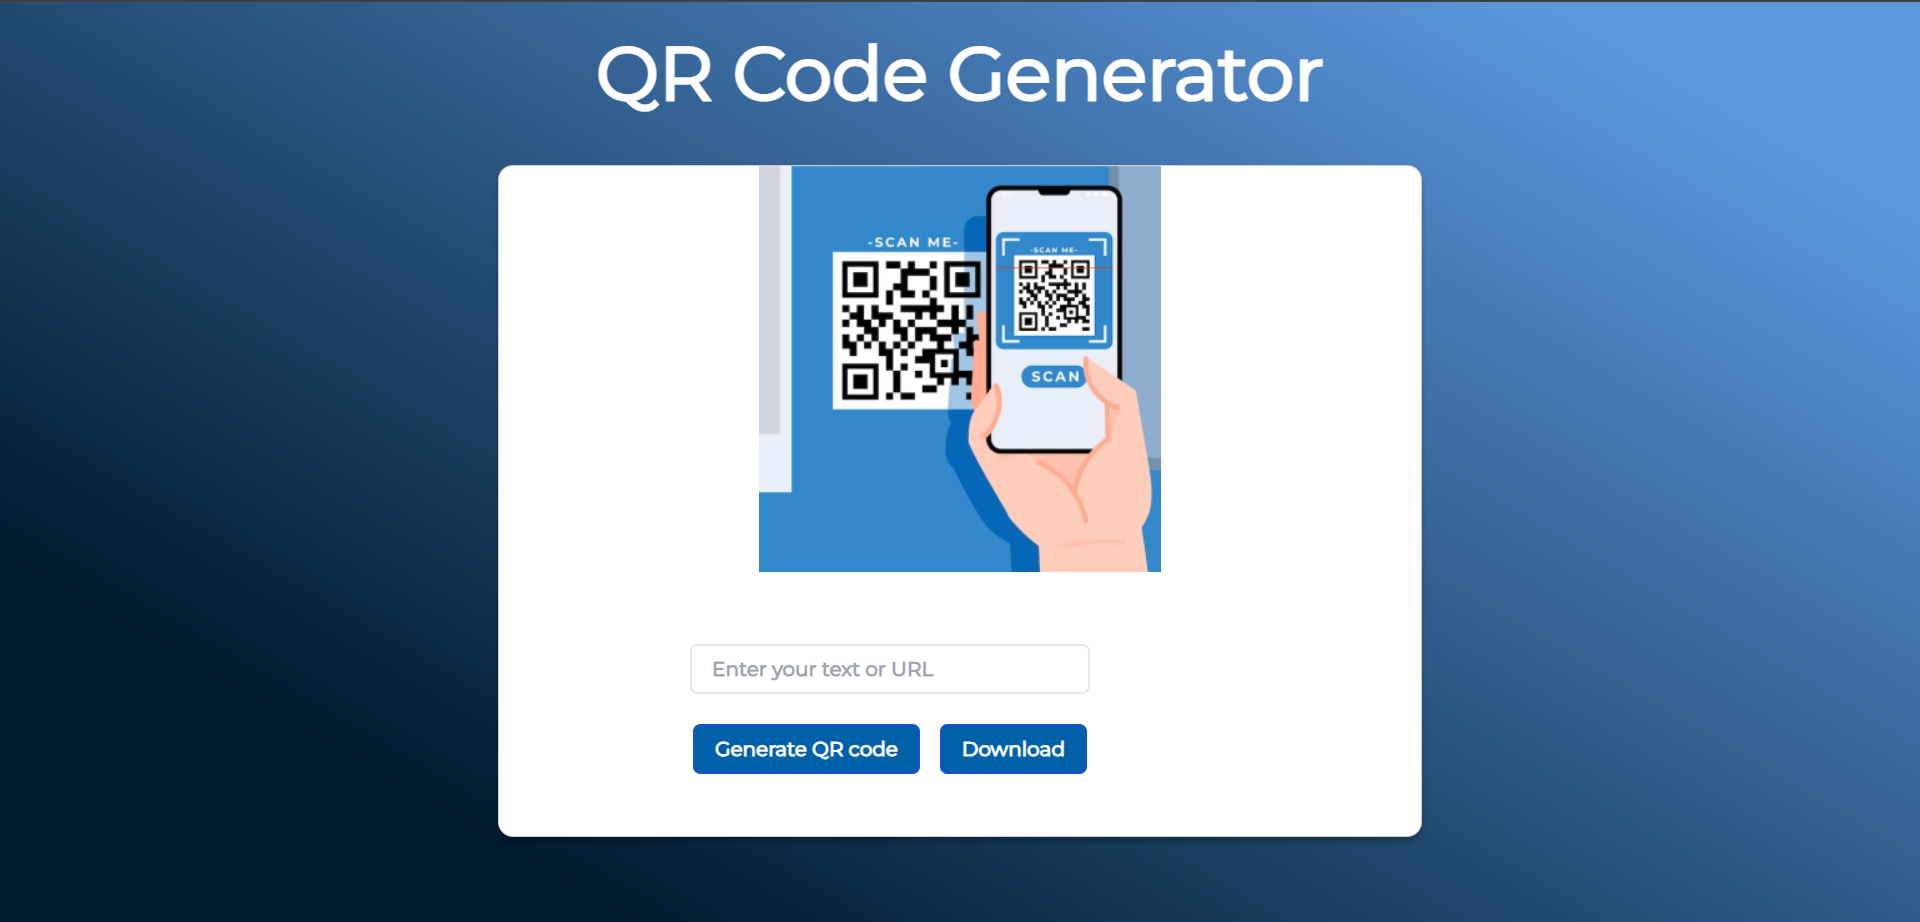 QR Code Generator
-SCAN ME-
-SCAN ME-
SCAN
Enter your text or URL
Generate QR code
Download